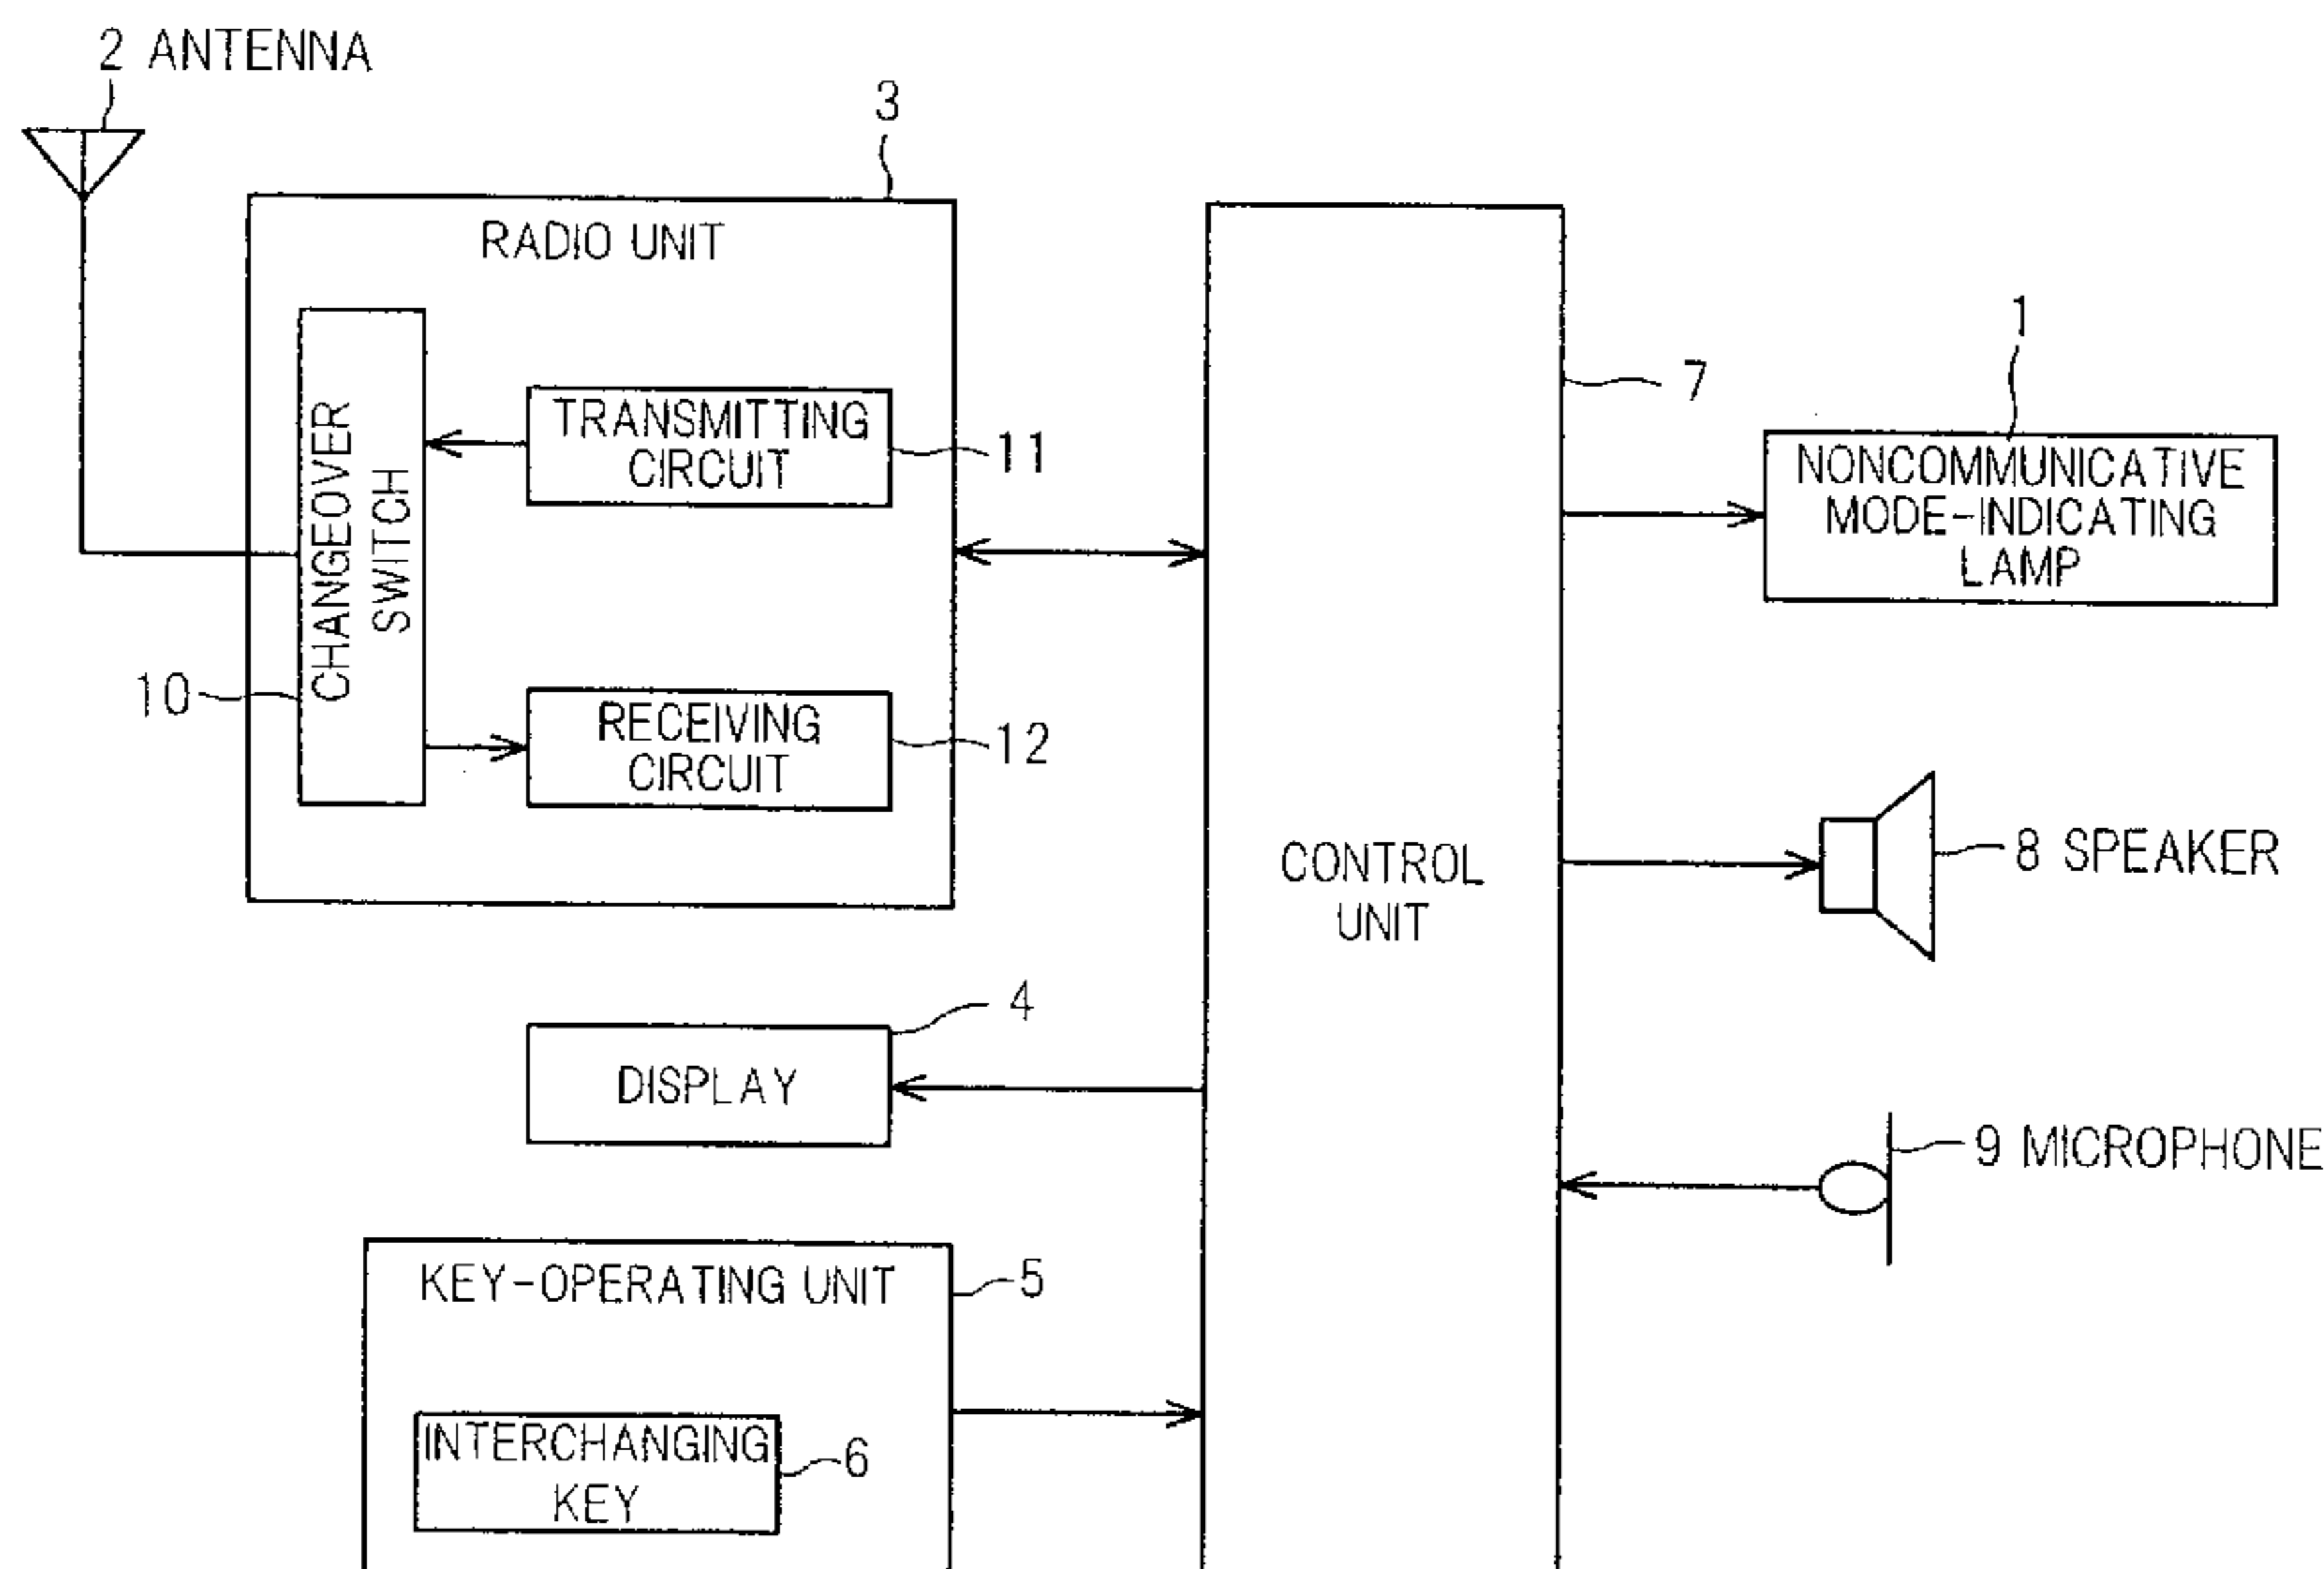 2 ANTENNA
3
RADIO UNIT
CHANGEOVER
SWITCH
10
TRANSMITTING
CIRCUIT
11
RECEIVING
CIRCUIT
12
4
DISPLAY
KEY-OPERATING UNIT
5
INTERCHANGING
KEY
6
CONTROL
UNIT
7
1
NONCOMMUNICATIVE
MODE-INDICATING
LAMP
8 SPEAKER
9 MICROPHONE